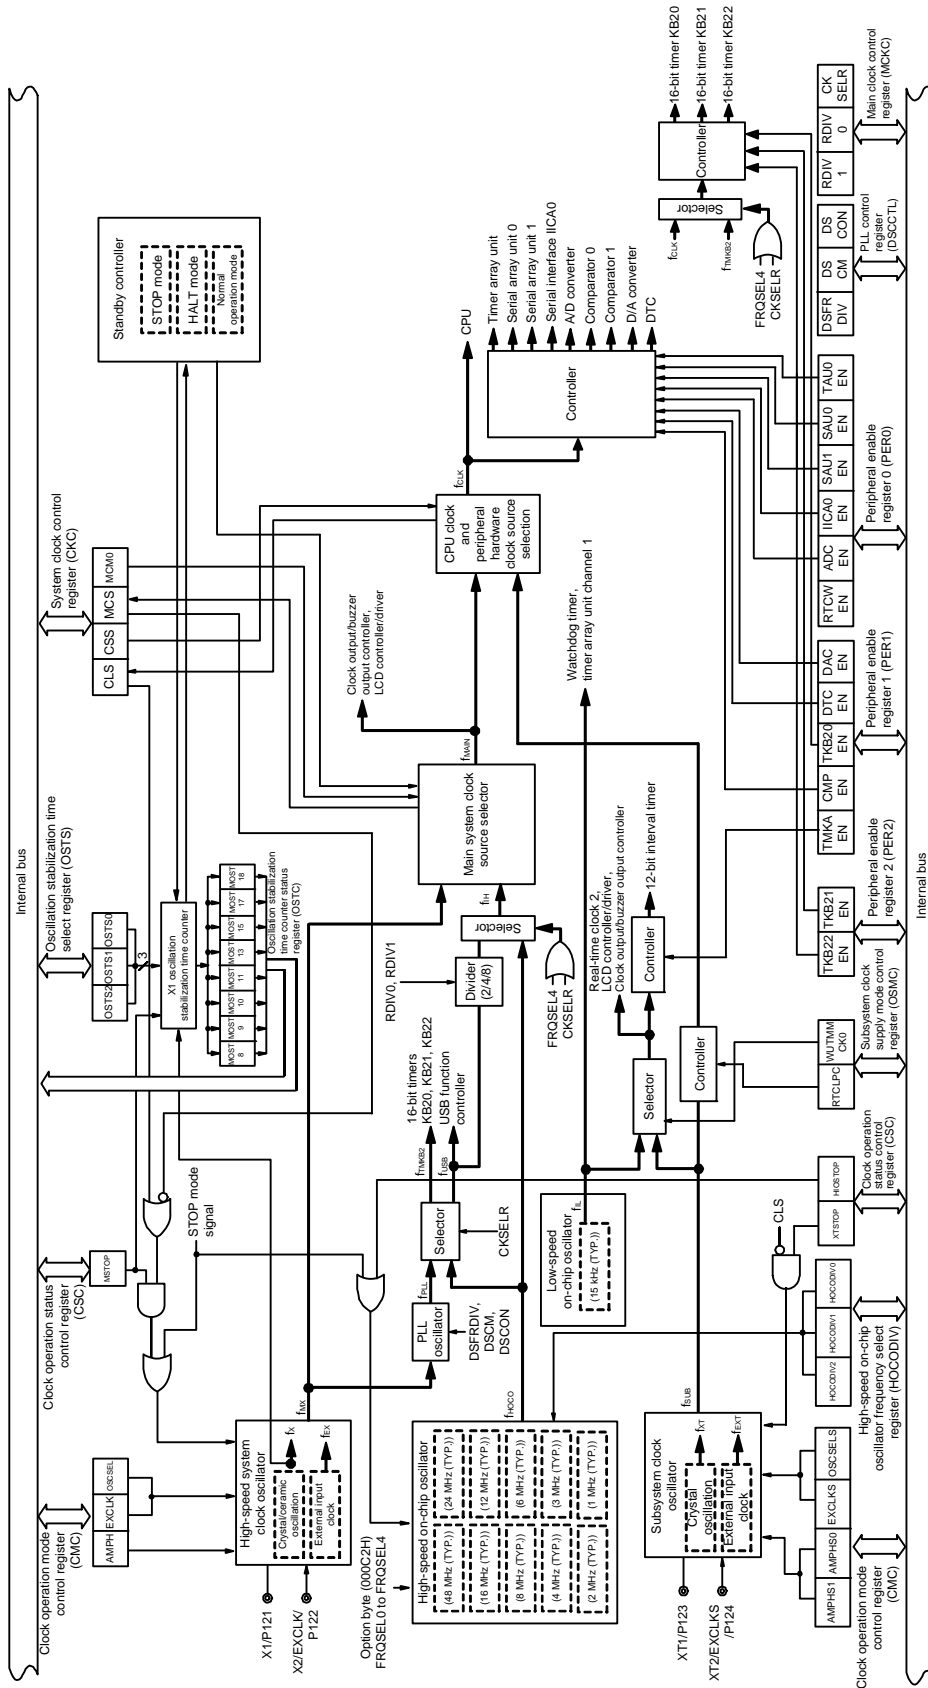 Internal bus
Clock operation mode
control register
(CMC)
AMPH
EXCLK
OSCSEL
Clock operation status
control register
(CSC)
MSTOP
Oscillation stabilization time
select register (OSTS)
OSTS2
OSTS1
OSTS0
3
System clock control
register (CKC)
CLS
CSS
MCS
MCM0
X1 oscillation
stabilization time counter
MOST
8
MOST
9
MOST
10
MOST
11
MOST
13
MOST
15
MOST
17
MOST
18
Oscillation stabilization
time counter status
register (OSTC)
Standby controller
STOP mode
HALT mode
Normal
operation mode
STOP mode
signal
X1/P121
X2/EXCLK/
P122
High-speed system
clock oscillator
Crystal/ceramic
oscillation
fX
External input
clock
fEX
fMX
PLL
oscillator
fPLL
DSFRDIV,
DSCM,
DSCON
Selector
CKSELR
fTMKB2
16-bit timers
KB20, KB21, KB22
fUSB
USB function
controller
RDIV0, RDIV1
Divider
(2/4/8)
Selector
fIH
FRQSEL4
CKSELR
Main system clock
source selector
fMAIN
Clock output/buzzer
output controller,
LCD controller/driver
CPU clock
and
peripheral
hardware
clock source
selection
fCLK
CPU
Controller
Timer array unit
Serial array unit 0
Serial array unit 1
Serial interface IICA0
A/D converter
Comparator 0
Comparator 1
D/A converter
DTC
Option byte (000C2H)
FRQSEL0 to FRQSEL4
High-speed on-chip oscillator
(48 MHz (TYP.))
(24 MHz (TYP.))
(16 MHz (TYP.))
(12 MHz (TYP.))
(8 MHz (TYP.))
(6 MHz (TYP.))
(4 MHz (TYP.))
(3 MHz (TYP.))
(2 MHz (TYP.))
(1 MHz (TYP.))
fHOCO
Low-speed
on-chip oscillator
(15 kHz (TYP.))
fIL
Watchdog timer,
timer array unit channel 1
Real-time clock 2,
LCD controller/driver,
Clock output/buzzer output controller
Selector
Controller
12-bit interval timer
Controller
XT1/P123
XT2/EXCLKS
/P124
Subsystem clock
oscillator
Crystal
oscillation
fXT
External input
clock
fEXT
fSUB
CLS
fCLK
fTMKB2
Selector
FRQSEL4
CKSELR
Controller
16-bit timer KB20
16-bit timer KB21
16-bit timer KB22
AMPHS1
AMPHS0
EXCLKS
OSCSELS
Clock operation mode
control register
(CMC)
HOCODIV2
HOCODIV1
HOCODIV0
High-speed on-chip
oscillator frequency select
register (HOCODIV)
XTSTOP
HIOSTOP
Clock operation
status control
register
(CSC)
RTCLPC
WUTMM
CK0
Subsystem clock
supply mode control
register (OSMC)
TKB22
EN
TKB21
EN
Peripheral enable
register 2 (PER2)
TMKA
EN
CMP
EN
TKB20
EN
DTC
EN
DAC
EN
Peripheral enable
register 1 (PER1)
RTCW
EN
ADC
EN
IICA0
EN
SAU1
EN
SAU0
EN
TAU0
EN
Peripheral enable
register 0 (PER0)
DSFR
DIV
DS
CM
DS
CON
PLL control
register
(DSCCTL)
RDIV
1
RDIV
0
CK
SELR
Main clock control
register (MCKC)
Internal bus